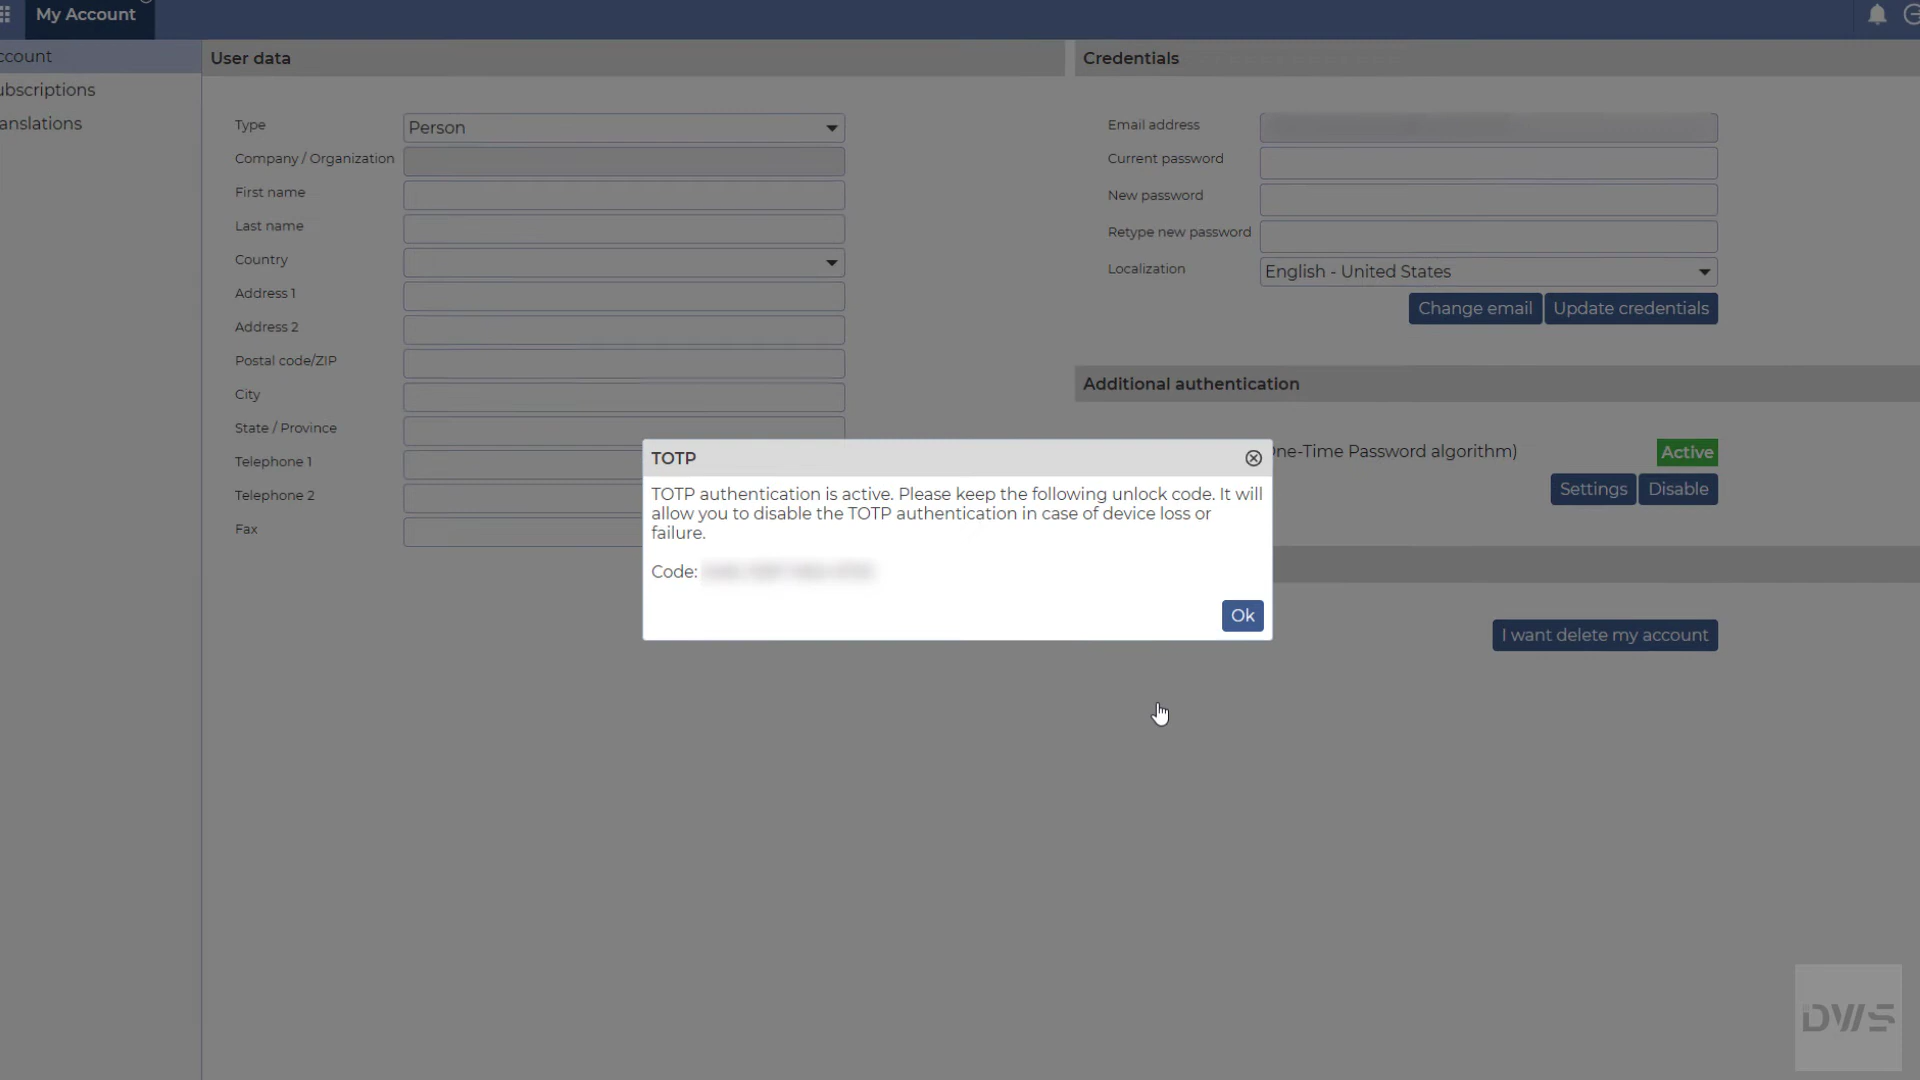 My Account
ccount
ubscriptions
anslations
User data
Type
Person
Company / Organization
First name
Last name
Country
Address 1
Address 2
Postal code/ZIP
City
State / Province
Telephone 1
Telephone 2
Fax
Credentials
Email address
Current password
New password
Retype new password
Localization
English - United States
Change email
Update credentials
Additional authentication
One-Time Password algorithm)
Active
Settings
Disable
I want delete my account
TOTP
TOTP authentication is active. Please keep the following unlock code. It will
allow you to disable the TOTP authentication in case of device loss or
failure.
Code:
Ok
DWS